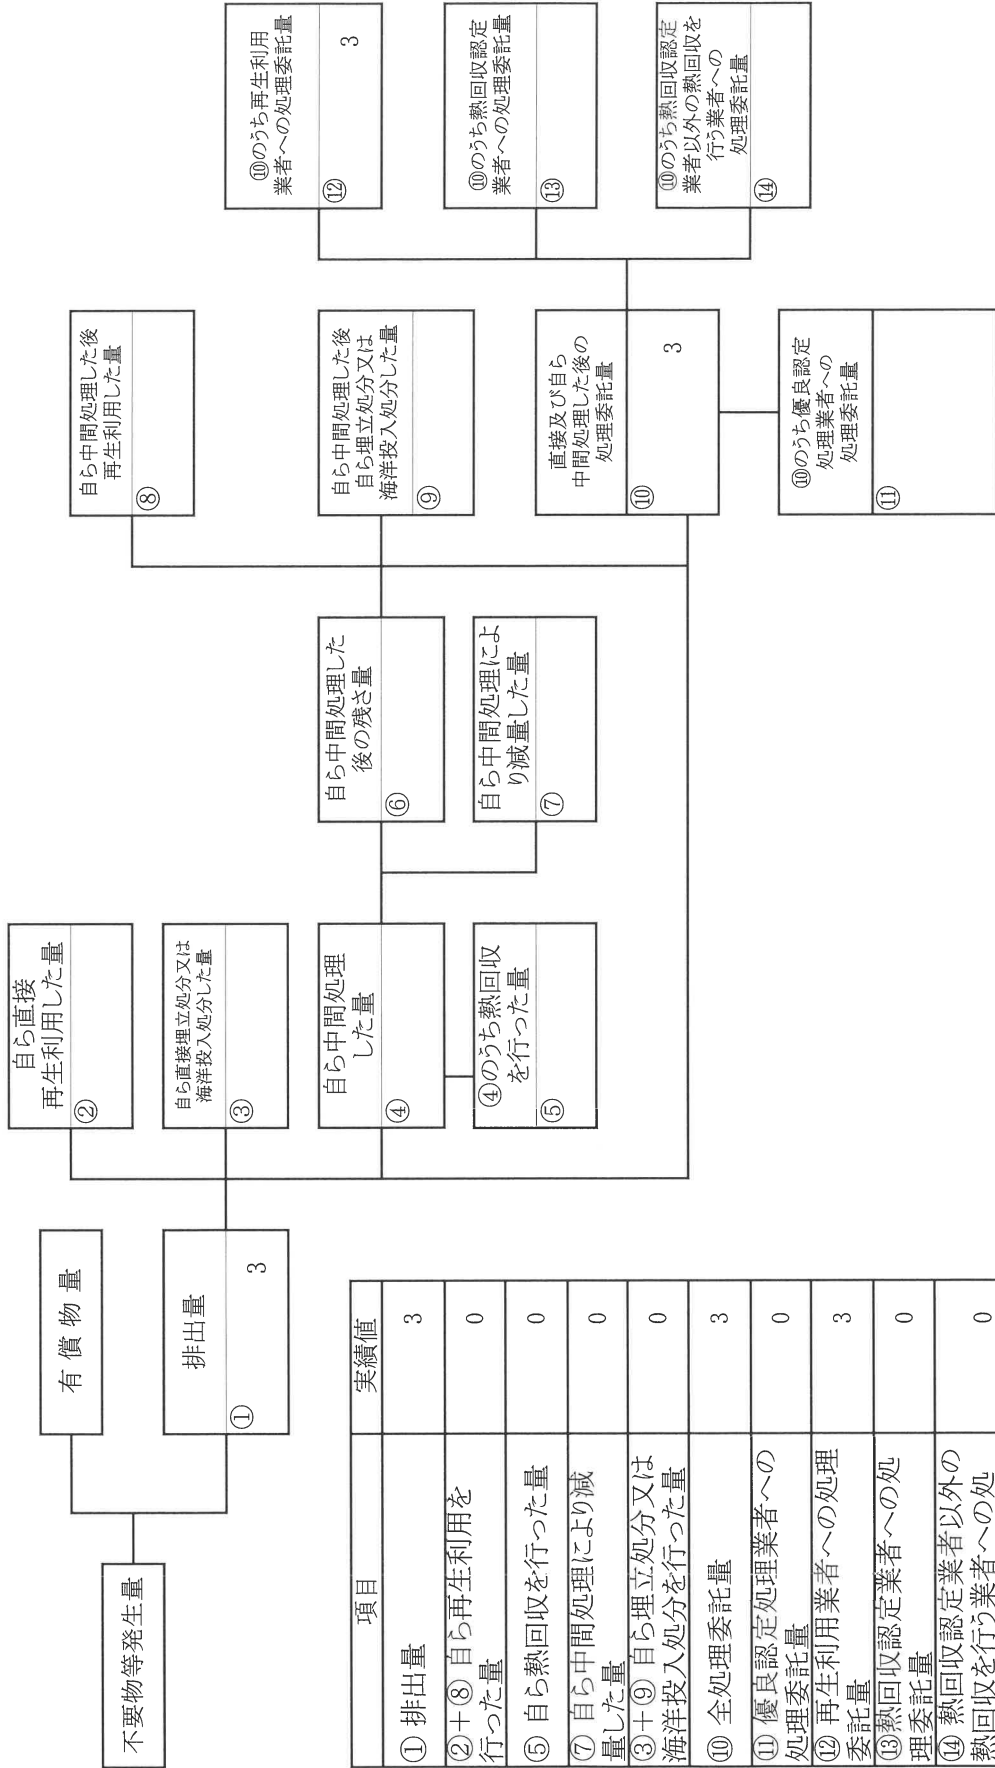 不要物等発生量
有償物量
排出量
①
3
自ら直接
再生利用した量
②
自ら直接埋立処分又は
海洋投入処分した量
③
自ら中間処理
した量
④
④のうち熱回収
を行った量
⑤
自ら中間処理した
後の残さ量
⑥
自ら中間処理によ
り減量した量
⑦
自ら中間処理した後
再生利用した量
⑧
自ら中間処理した後
自ら埋立処分又は
海洋投入処分した量
⑨
直接及び自ら
中間処理した後の
処理委託量
⑩
3
⑩のうち優良認定
処理業者への
処理委託量
⑪
⑩のうち再生利用
業者への処理委託量
⑫
3
⑩のうち熱回収認定
業者への処理委託量
⑬
⑩のうち熱回収認定
業者以外の熱回収を
行う業者への
処理委託量
⑭
項目 実績値
① 排出量 3
②+⑧ 自ら再生利用を
行った量 0
⑤ 自ら熱回収を行った量 0
⑦ 自ら中間処理により減
量した量 0
③+⑨ 自ら埋立処分又は
海洋投入処分を行った量 0
⑩ 全処理委託量 3
⑪ 優良認定処理業者への
処理委託量 0
⑫ 再生利用業者への処理
委託量 3
⑬熱回収認定業者への処
理委託量 0
⑭ 熱回収認定業者以外の
熱回収を行う業者への処 0